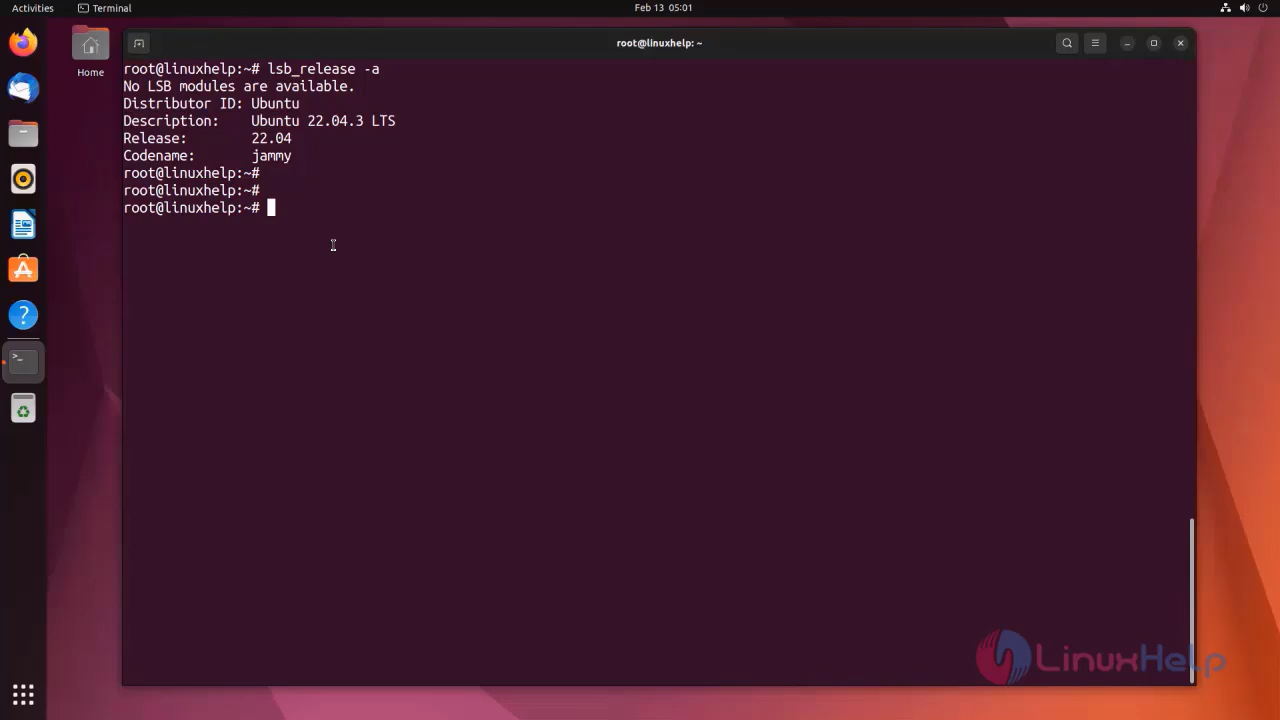 Activities
Terminal
Feb 13 05:01
Home
root@linuxhelp: ~
root@linuxhelp:~# lsb_release -a
No LSB modules are available.
Distributor ID: Ubuntu
Description: Ubuntu 22.04.3 LTS
Release: 22.04
Codename: jammy
root@linuxhelp:~#
root@linuxhelp:~#
root@linuxhelp:~#
LinuxHelp